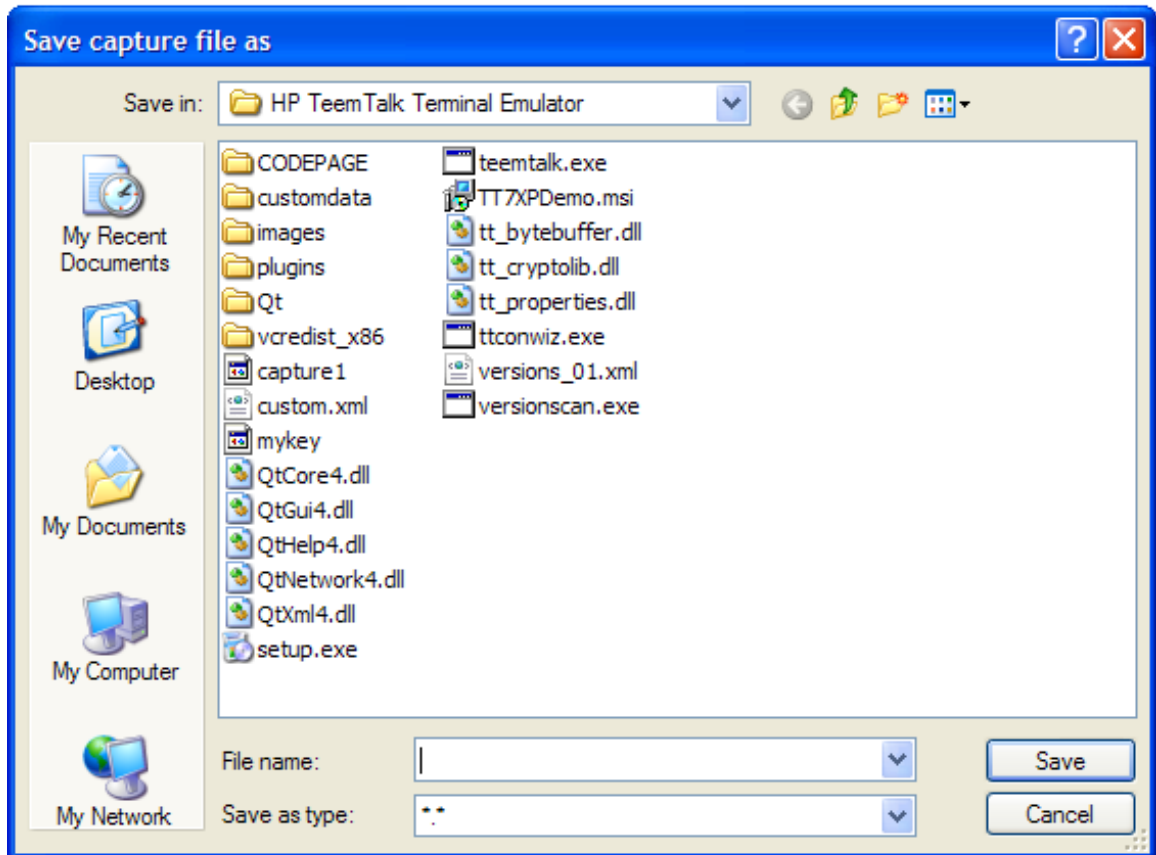 Save capture file as
Save in: HP TeemTalk Terminal Emulator
My Recent
Documents
Desktop
My Documents
My Computer
My Network
CODEPAGE
customdata
images
plugins
Qt
vcredist_x86
capture1
custom.xml
mykey
QtCore4.dll
QtGui4.dll
QtHelp4.dll
QtNetwork4.dll
QtXml4.dll
setup.exe
teemtalk.exe
TT7XPDemo.msi
tt_bytebuffer.dll
tt_cryptolib.dll
tt_properties.dll
ttconwiz.exe
versions_01.xml
versionscan.exe
File name:
Save
Save as type: *.*
Cancel